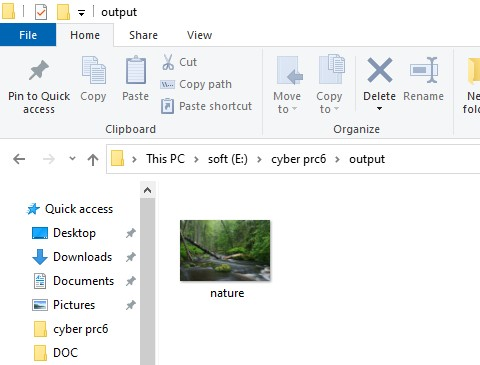 output
File Home Share View
Pin to Quick access
Copy
Paste
Cut
Copy path
Paste shortcut
Move to
Copy to
Delete
Rename
Clipboard
Organize
This PC > soft (E:) > cyber prc6 > output
Quick access
Desktop
Downloads
Documents
Pictures
cyber prc6
DOC
nature